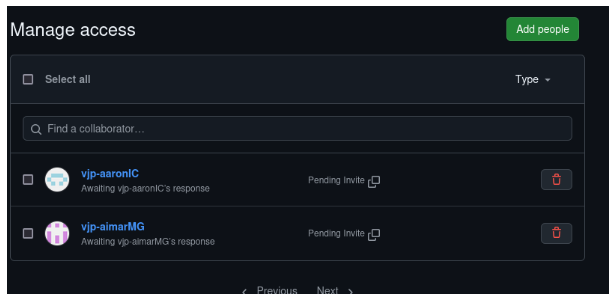 Manage access
Add people
Select all
Type
Find a collaborator...
vjp-aaronIC
Awaiting vjp-aaronIC's response
Pending Invite
vjp-aimarMG
Awaiting vjp-aimarMG's response
Pending Invite
Previous
Next